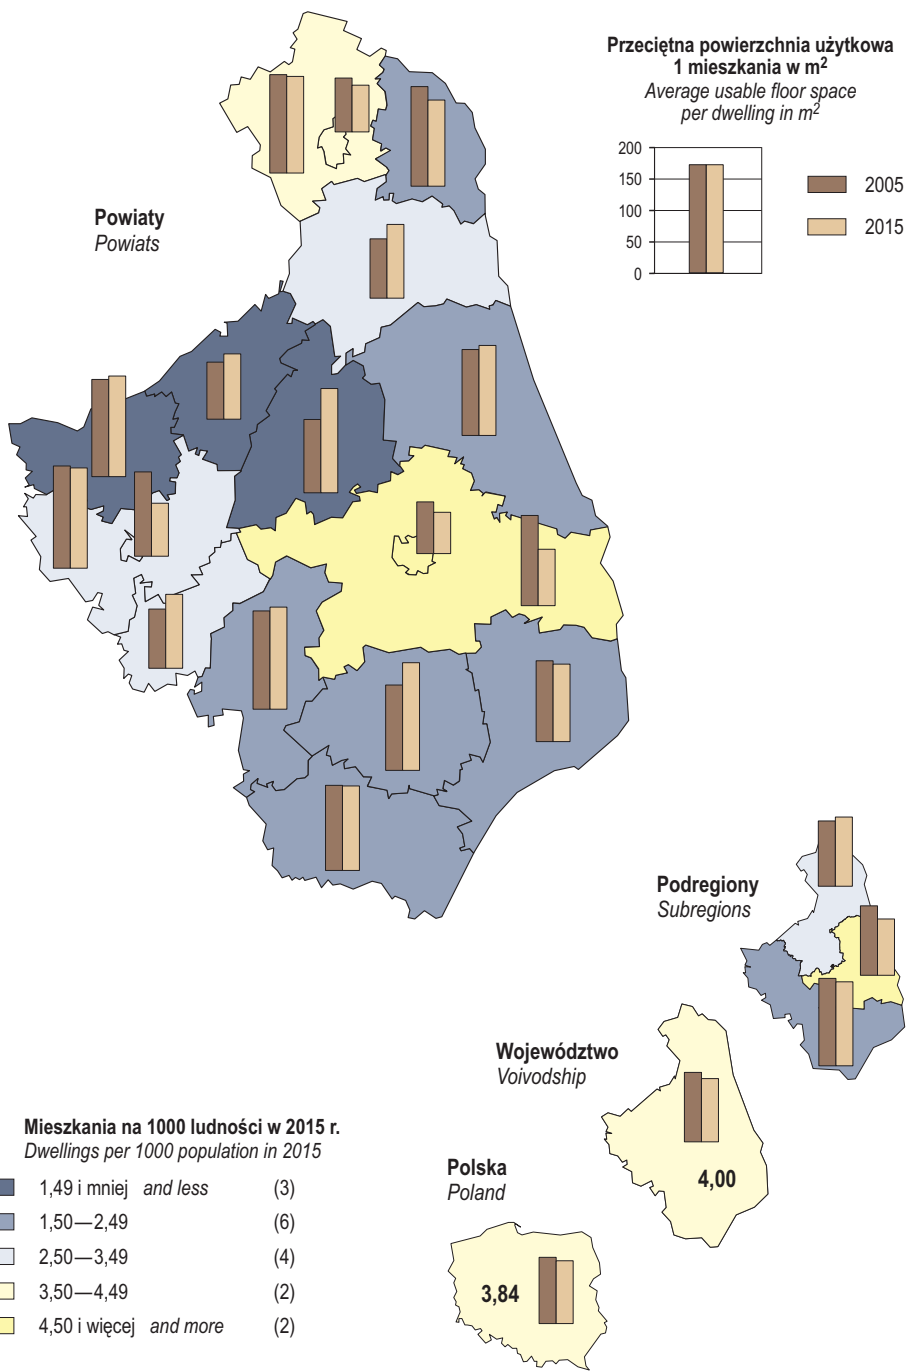 Przeciętna powierzchnia użytkowa
1 mieszkania w m²
Average usable floor space
per dwelling in m²
200
150
100
50
0
2005
2015
Powiaty
Powiats
Podregiony
Subregions
Województwo
Voivodship
4,00
Polska
Poland
3,84
Mieszkania na 1000 ludności w 2015 r.
Dwellings per 1000 population in 2015
1,49 i mniej and less (3)
1,50—2,49 (6)
2,50—3,49 (4)
3,50—4,49 (2)
4,50 i więcej and more (2)